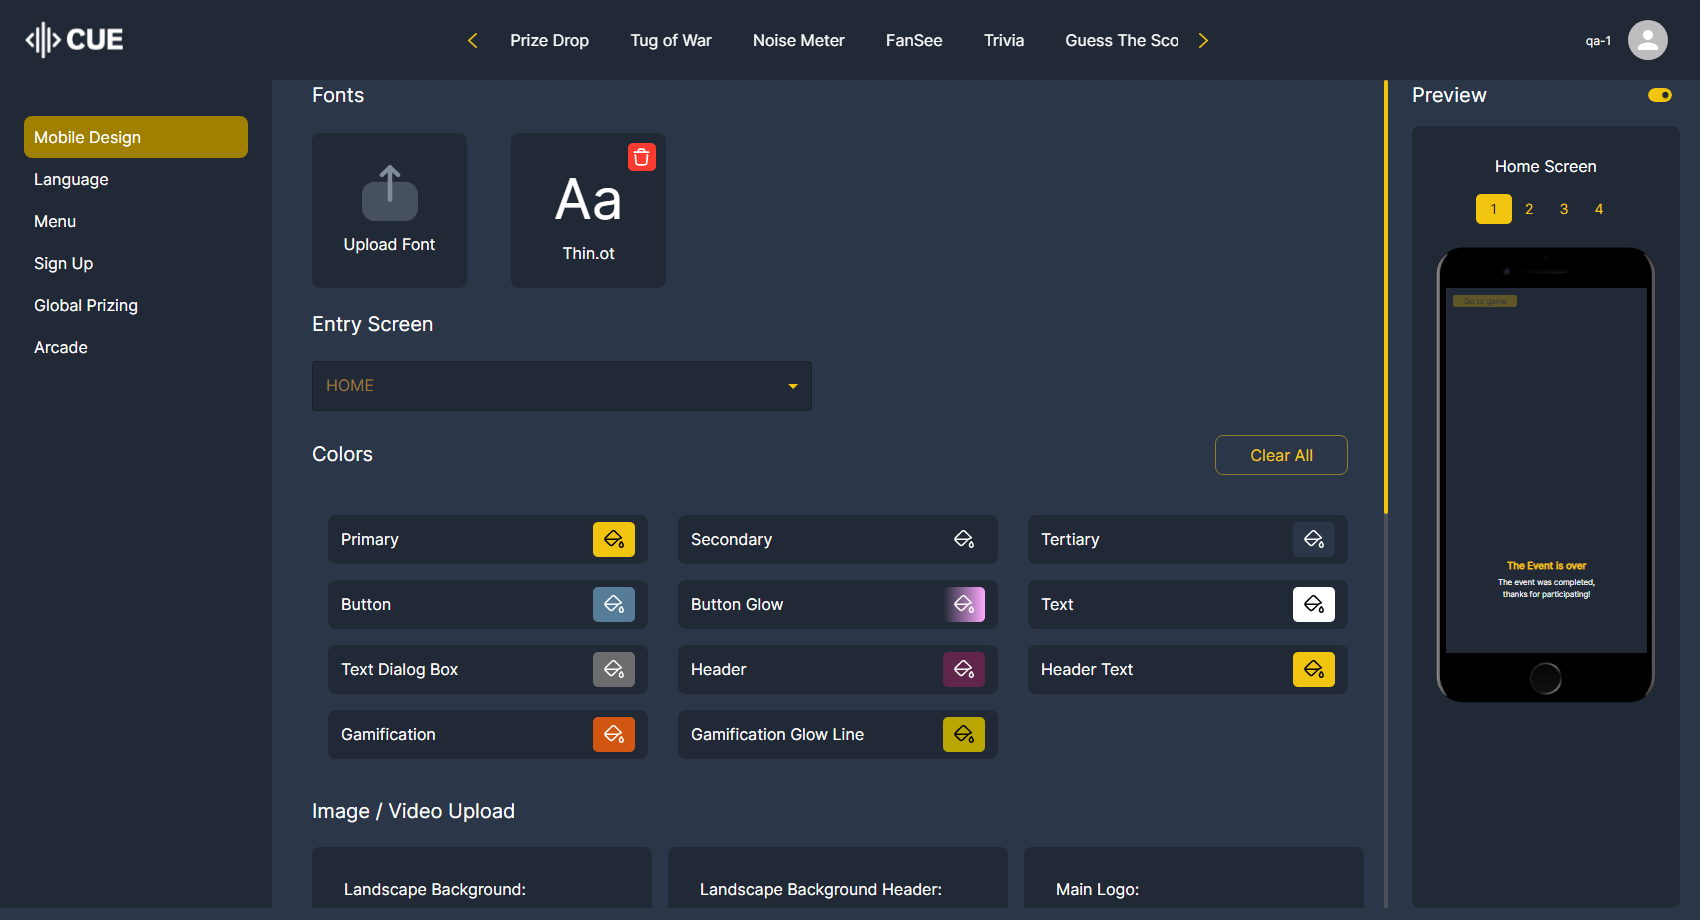 CUE
Prize Drop
Tug of War
Noise Meter
FanSee
Trivia
Guess The Sco
qa-1
Mobile Design
Language
Menu
Sign Up
Global Prizing
Arcade
Fonts
Upload Font
Aa
Thin.ot
Entry Screen
HOME
Colors
Clear All
Primary
Secondary
Tertiary
Button
Button Glow
Text
Text Dialog Box
Header
Header Text
Gamification
Gamification Glow Line
Image / Video Upload
Landscape Background:
Landscape Background Header:
Main Logo:
Preview
Home Screen
1 2 3 4
Go to game
The Event is over
The event was completed,
thanks for participating!